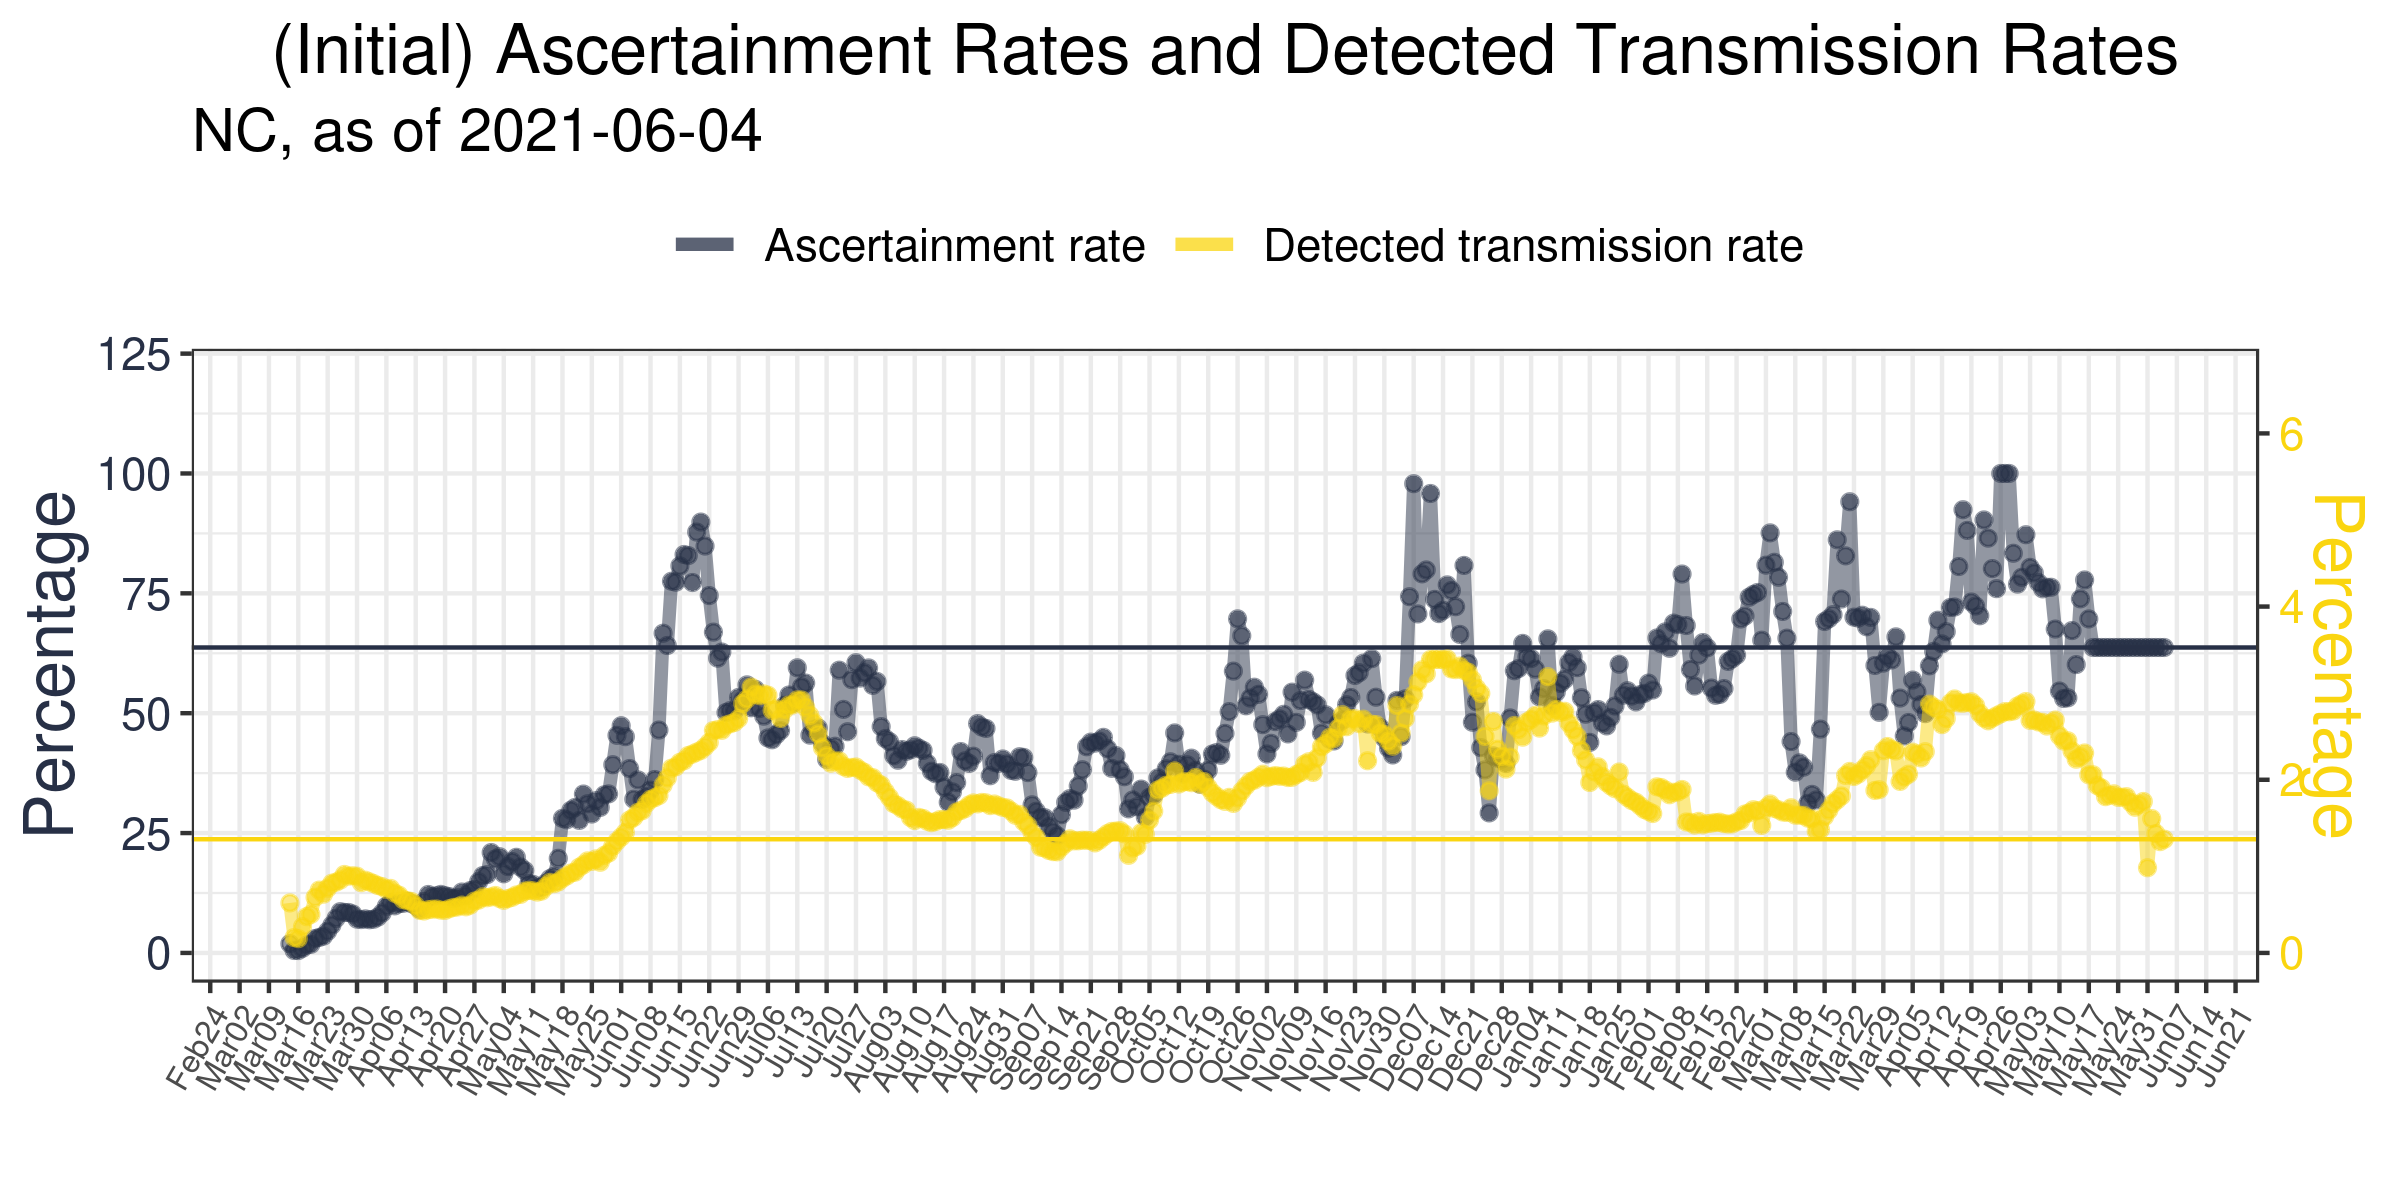 (Initial) Ascertainment Rates and Detected Transmission Rates
NC, as of 2021-06-04
Ascertainment rate
Detected transmission rate
Percentage
125
100
75
50
25
0
6
4
2
0
Percentage
Feb24
Mar02
Mar09
Mar16
Mar23
Mar30
Apr06
Apr13
Apr20
Apr27
May04
May11
May18
May25
Jun01
Jun08
Jun15
Jun22
Jun29
Jul06
Jul13
Jul20
Jul27
Aug03
Aug10
Aug17
Aug24
Aug31
Sep07
Sep14
Sep21
Sep28
Oct05
Oct12
Oct19
Oct26
Nov02
Nov09
Nov16
Nov23
Nov30
Dec07
Dec14
Dec21
Dec28
Jan04
Jan11
Jan18
Jan25
Feb01
Feb08
Feb15
Feb22
Mar01
Mar08
Mar15
Mar22
Mar29
Apr05
Apr12
Apr19
Apr26
May03
May10
May17
May24
May31
Jun07
Jun14
Jun21